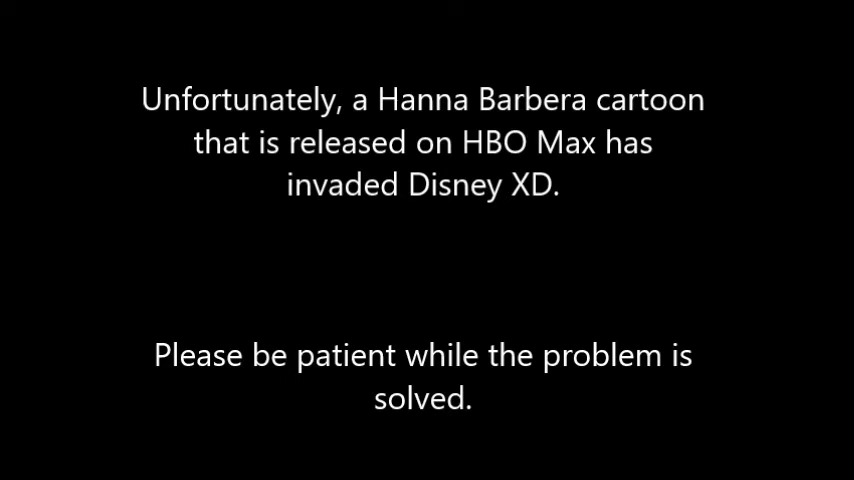 Unfortunately, a Hanna Barbera cartoon
that is released on HBO Max has
invaded Disney XD.
Please be patient while the problem is
solved.